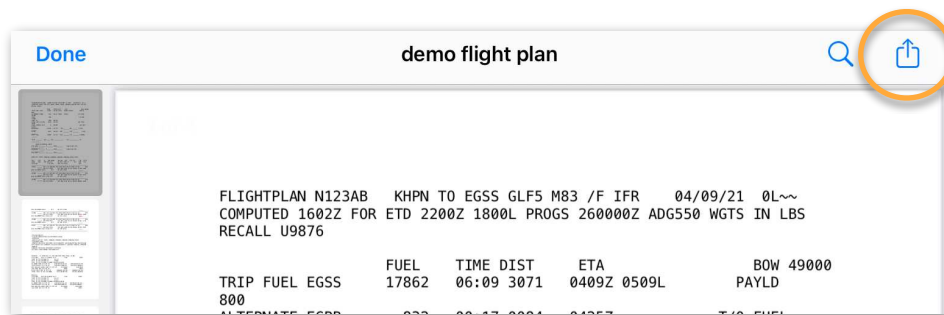 Done
demo flight plan
FLIGHTPLAN N123AB KHPN TO EGSS GLF5 M83 /F IFR 04/09/21 0L~~
COMPUTED 1602Z FOR ETD 2200Z 1800L PROGS 260000Z ADG550 WGTS IN LBS
RECALL U9876
FUEL TIME DIST ETA BOW 49000
TRIP FUEL EGSS 17862 06:09 3071 0409Z 0509L PAYLD
800